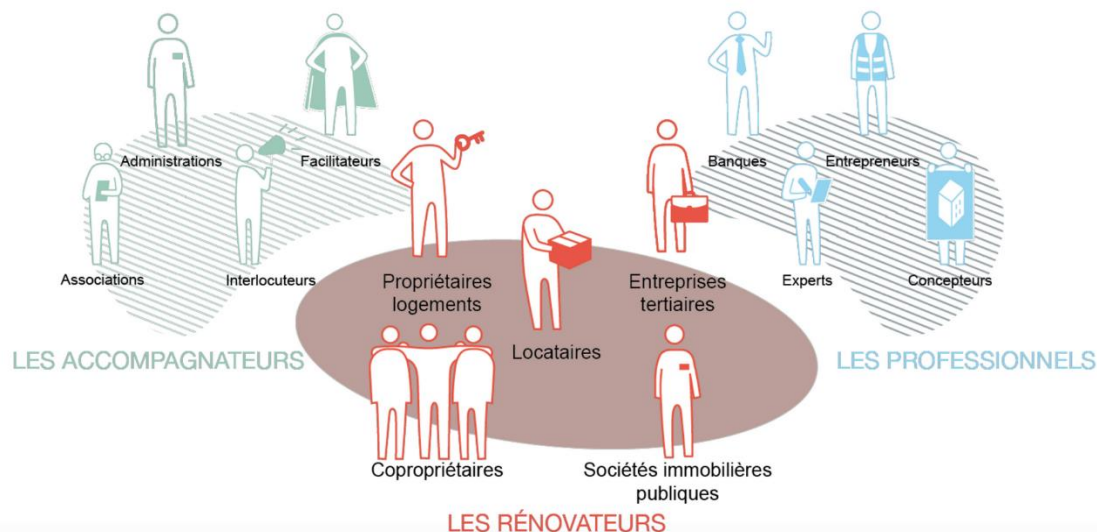 Administrations
Facilitateurs
Associations
Interlocuteurs
LES ACCOMPAGNATEURS
Propriétaires
logements
Locataires
Entreprises
tertiaires
Copropriétaires
Sociétés immobilières
publiques
LES RÉNOVATEURS
Banques
Entrepreneurs
Experts
Concepteurs
LES PROFESSIONNELS